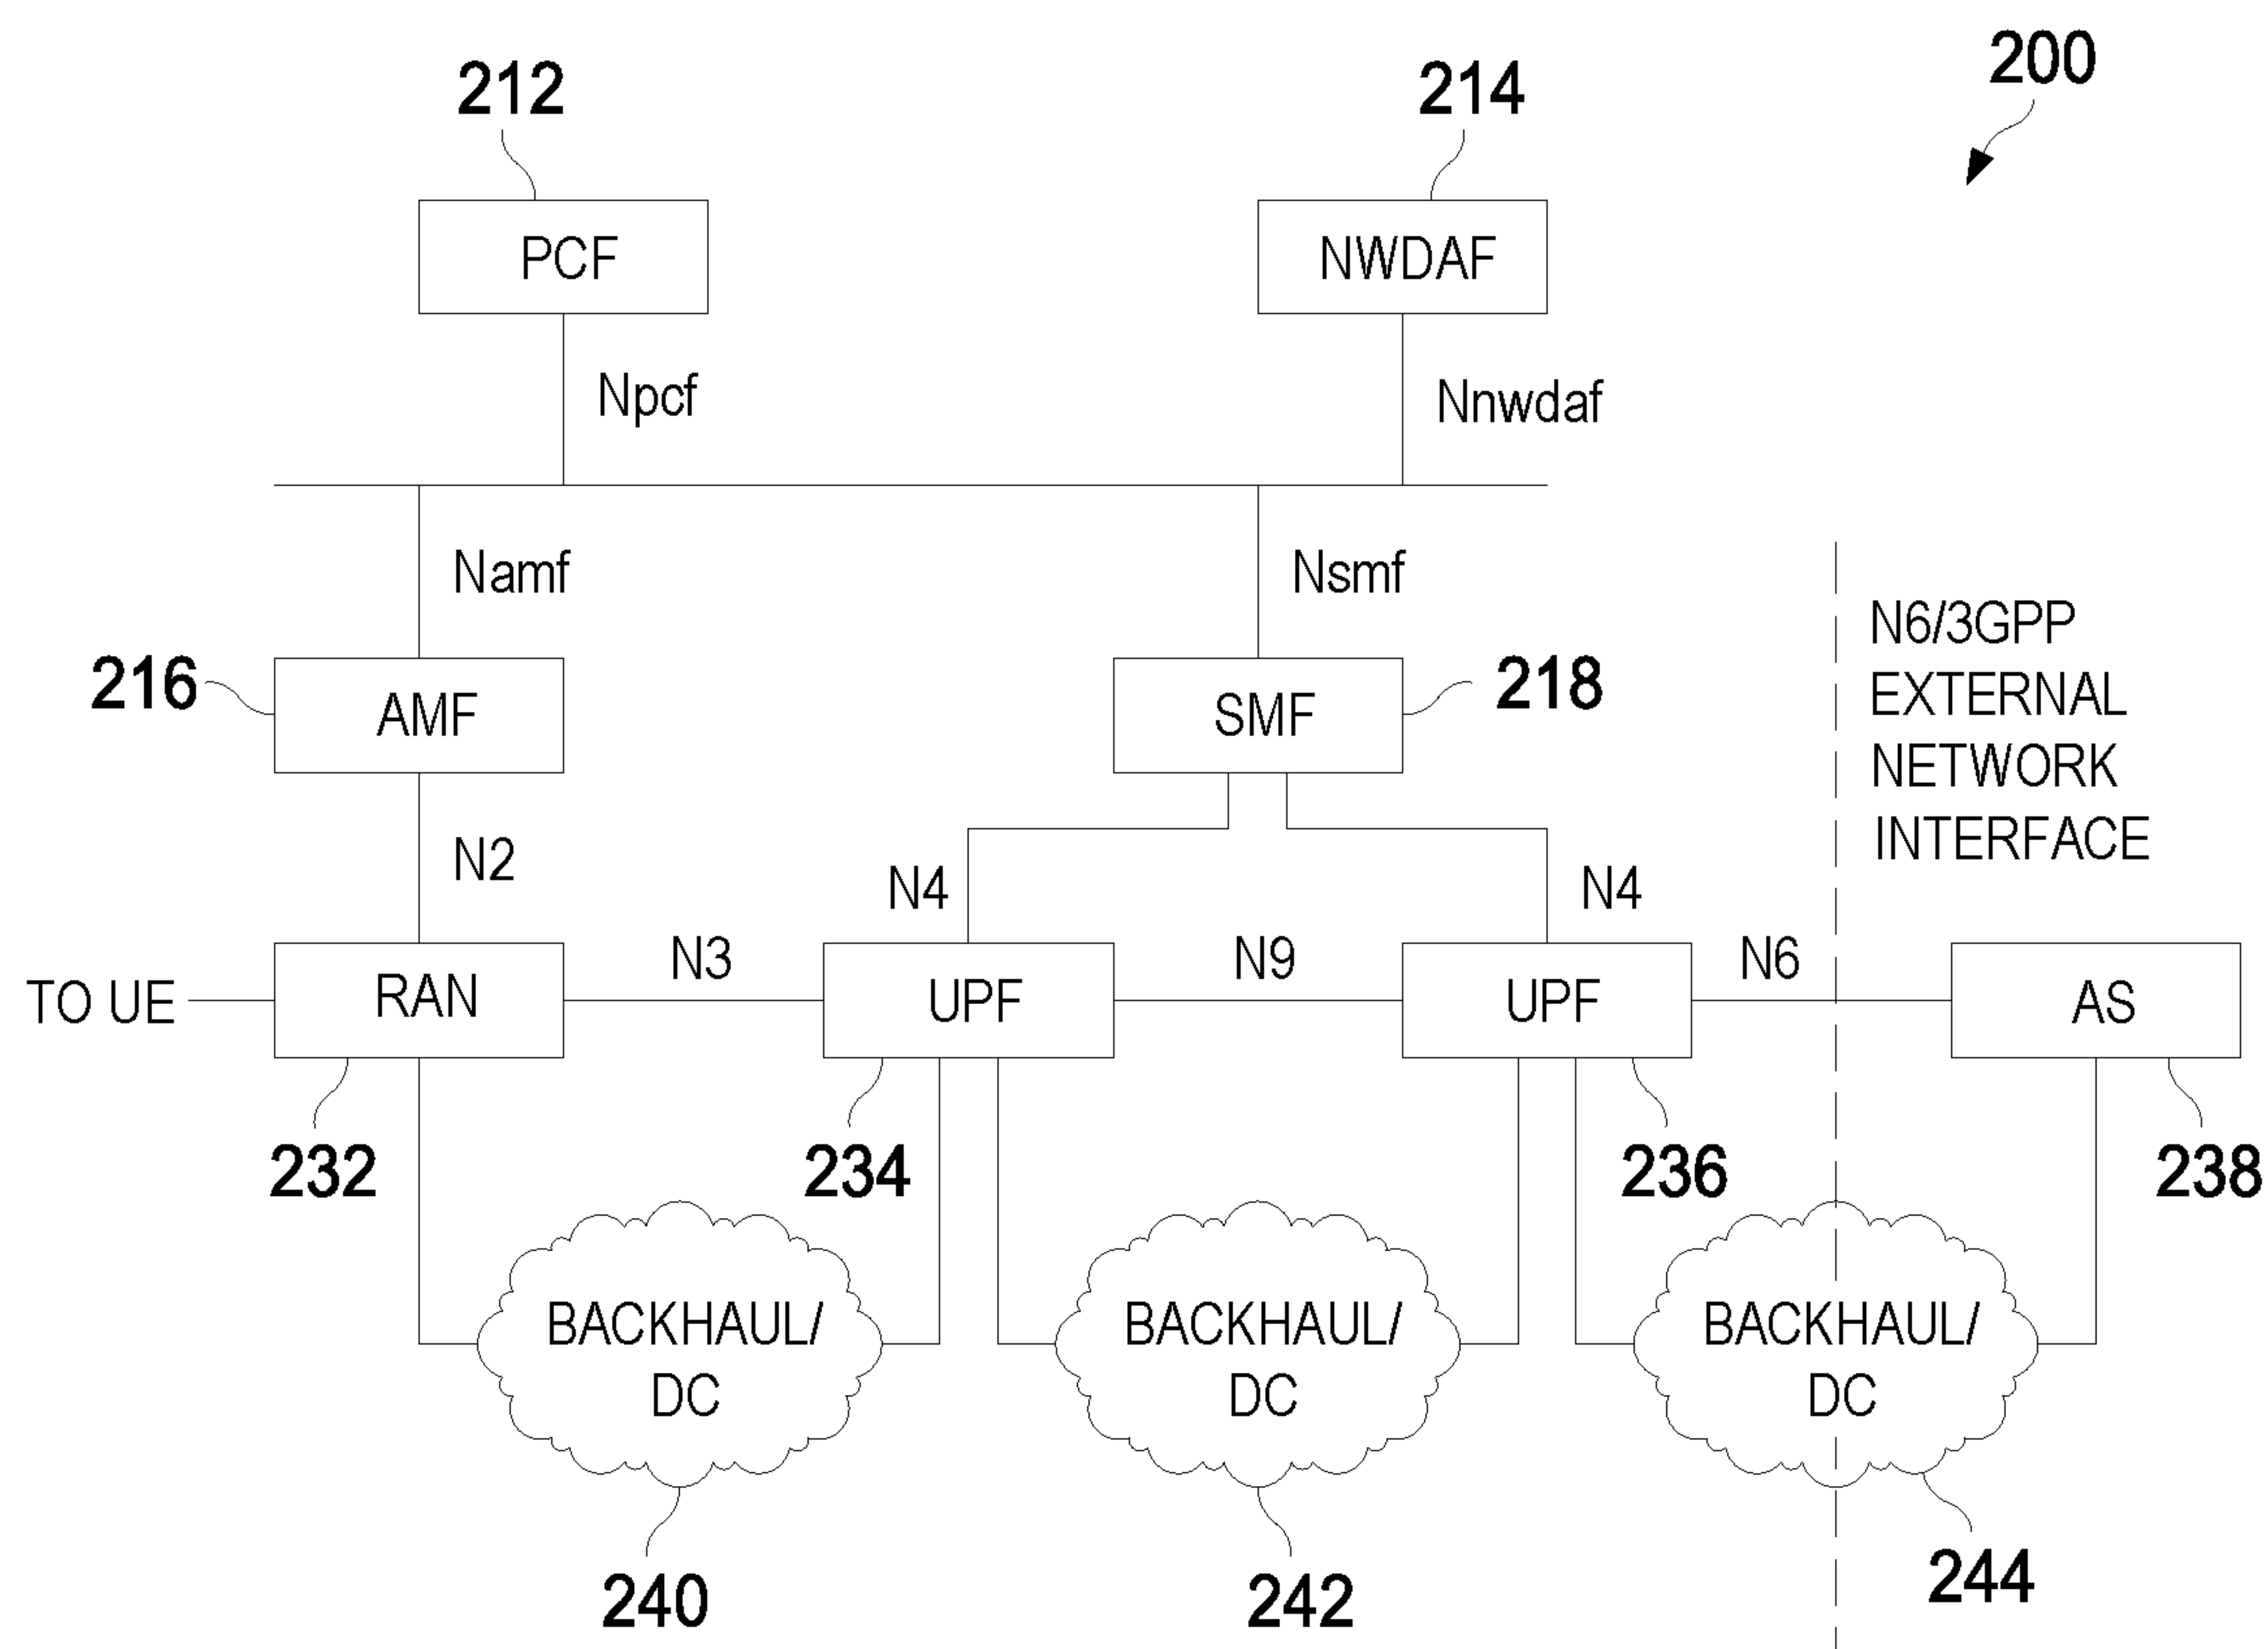 200
212
214
PCF
NWDAF
Npcf
Nnwdaf
Namf
Nsmf
N6/3GPP
EXTERNAL
NETWORK
INTERFACE
216
AMF
SMF
218
N2
N4
N4
TO UE
RAN
N3
UPF
N9
UPF
N6
AS
232
234
236
238
BACKHAUL/
DC
BACKHAUL/
DC
BACKHAUL/
DC
240
242
244